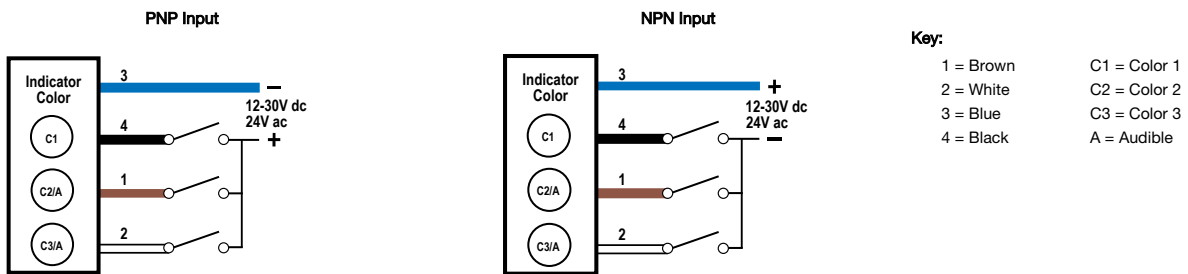 PNP Input
Indicator
Color
C1
C2/A
C3/A
3
4
1
2
−
12-30V dc
24V ac
+
NPN Input
Indicator
Color
C1
C2/A
C3/A
3
4
1
2
+
12-30V dc
24V ac
−
Key:
1 = Brown
2 = White
3 = Blue
4 = Black
C1 = Color 1
C2 = Color 2
C3 = Color 3
A = Audible